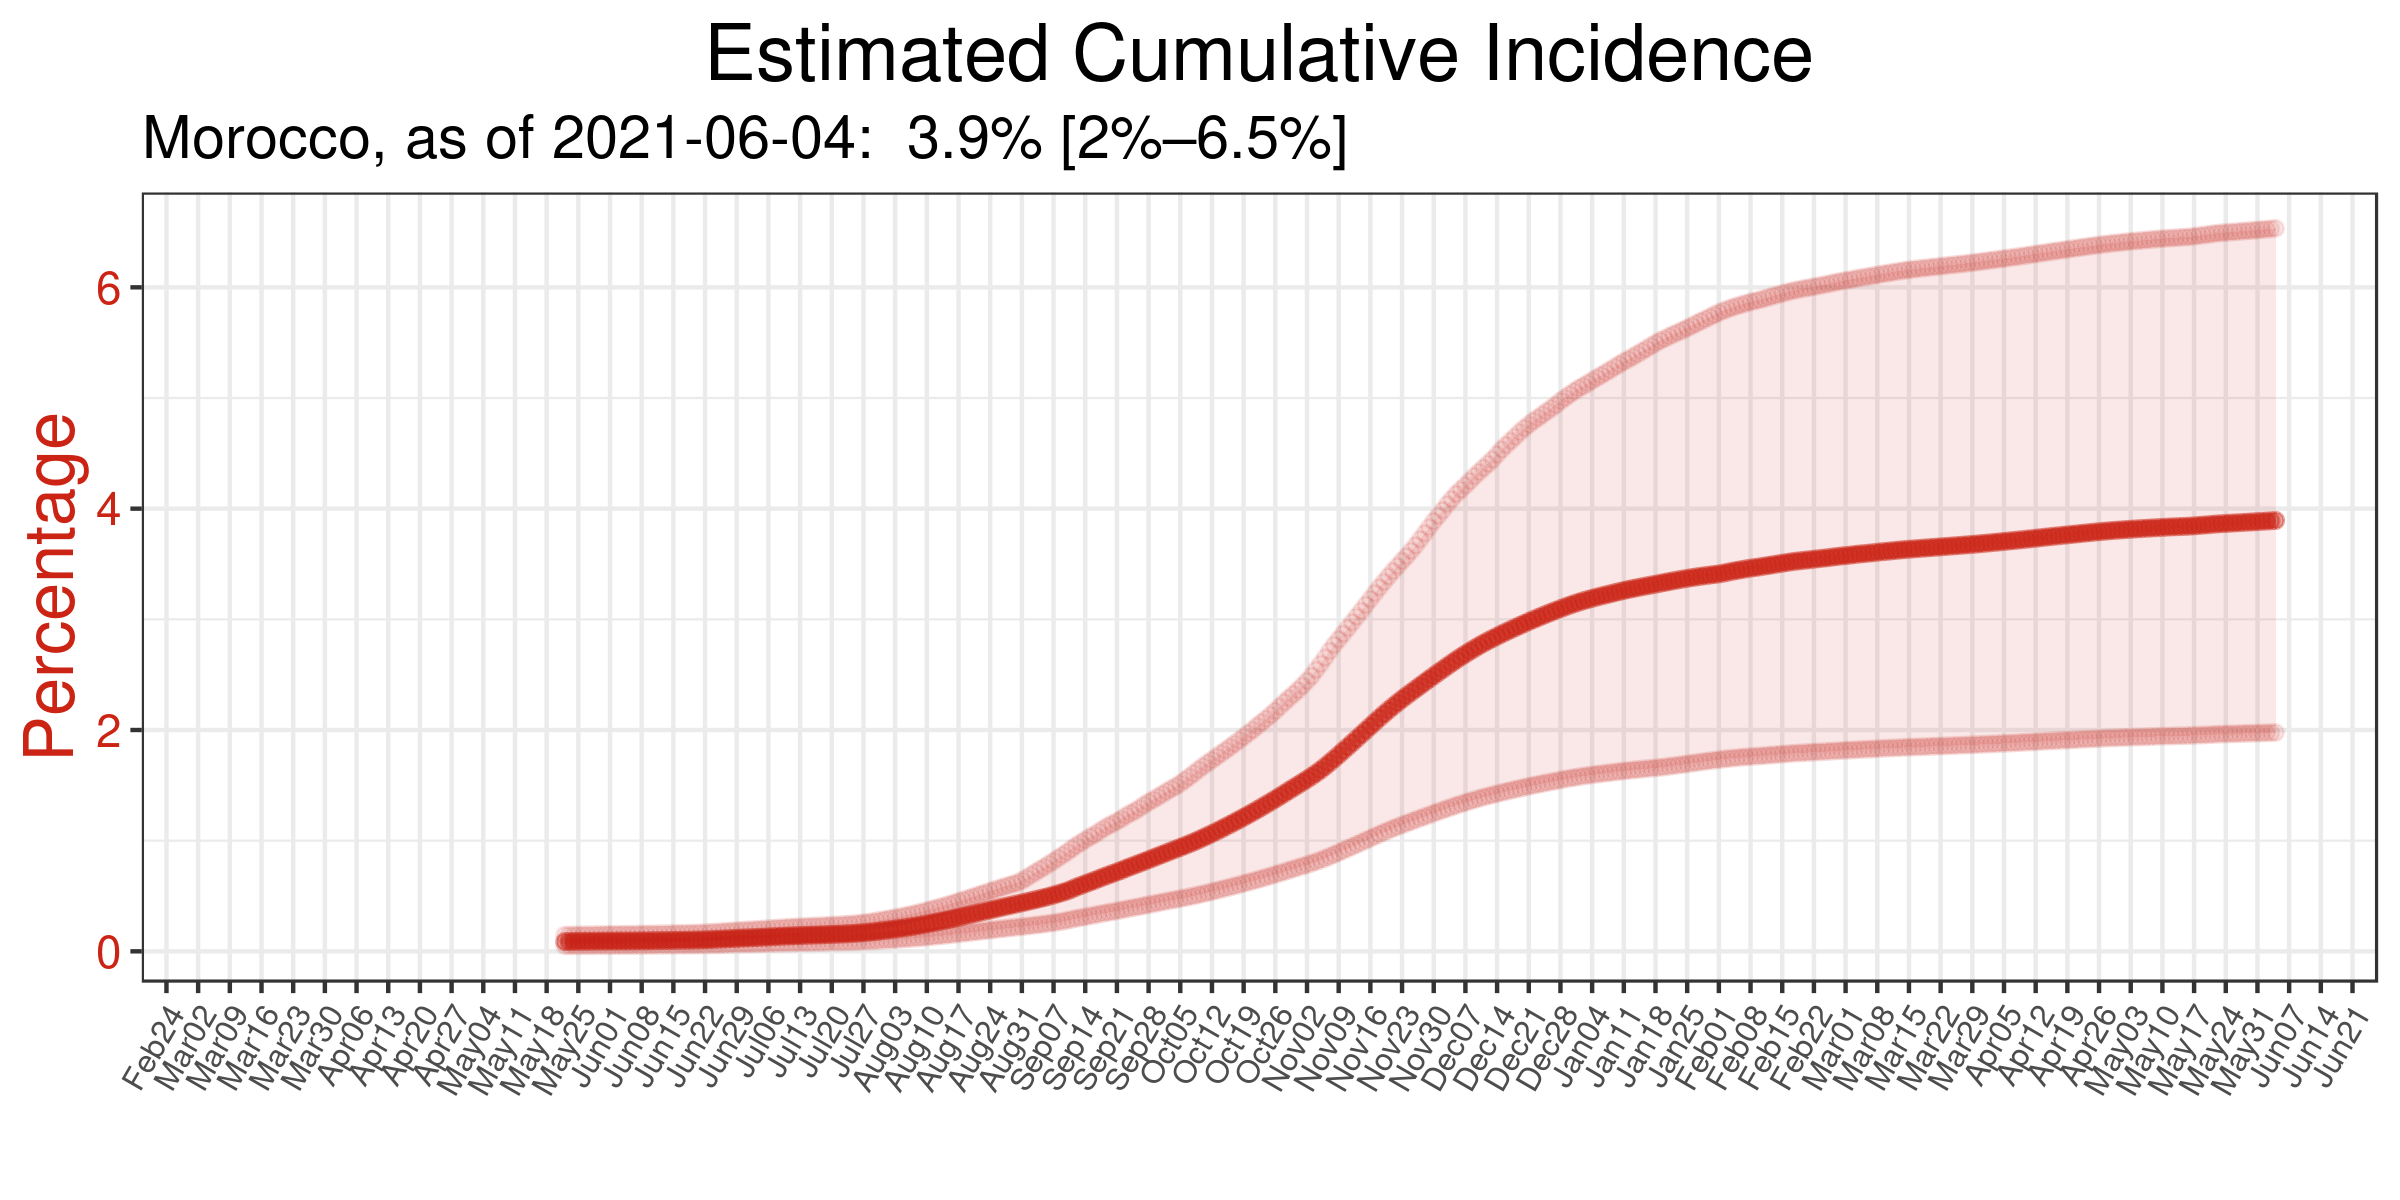 Estimated Cumulative Incidence
Morocco, as of 2021-06-04:  3.9% [2%–6.5%]
Percentage
6
4
2
0
Feb24
Mar02
Mar09
Mar16
Mar23
Mar30
Apr06
Apr13
Apr20
Apr27
May04
May11
May18
May25
Jun01
Jun08
Jun15
Jun22
Jun29
Jul06
Jul13
Jul20
Jul27
Aug03
Aug10
Aug17
Aug24
Aug31
Sep07
Sep14
Sep21
Sep28
Oct05
Oct12
Oct19
Oct26
Nov02
Nov09
Nov16
Nov23
Nov30
Dec07
Dec14
Dec21
Dec28
Jan04
Jan11
Jan18
Jan25
Feb01
Feb08
Feb15
Feb22
Mar01
Mar08
Mar15
Mar22
Mar29
Apr05
Apr12
Apr19
Apr26
May03
May10
May17
May24
May31
Jun07
Jun14
Jun21